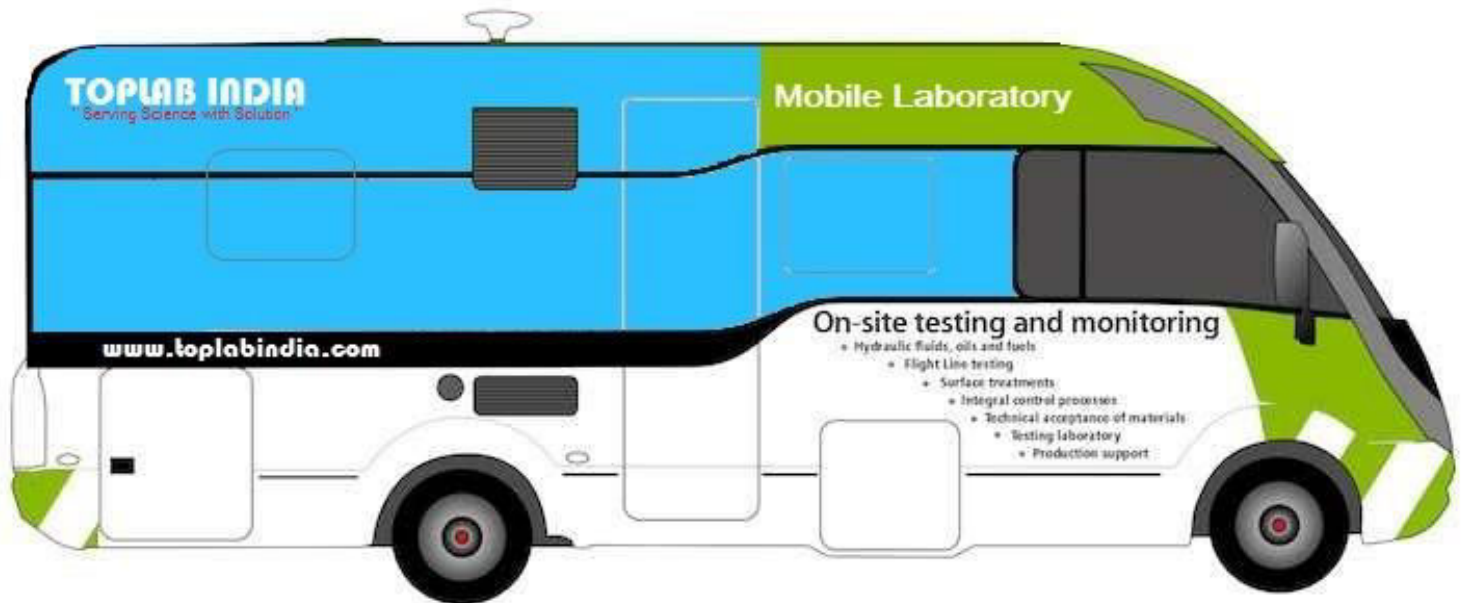 TOPLAB INDIA
"Serving Science with Solution"
Mobile Laboratory
On-site testing and monitoring
• Hydraulic fluids, oils and fuels
• Flight Line testing
• Surface treatments
• Integral control processes
• Technical acceptance of materials
• Testing laboratory
• Production support
www.toplabindia.com